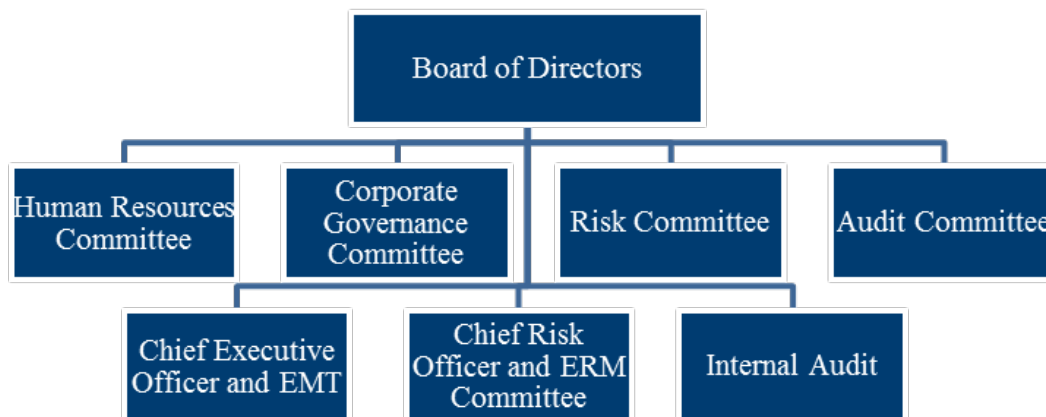 Board of Directors
Human Resources
Committee
Corporate
Governance
Committee
Risk Committee
Audit Committee
Chief Executive
Officer and EMT
Chief Risk
Officer and ERM
Committee
Internal Audit